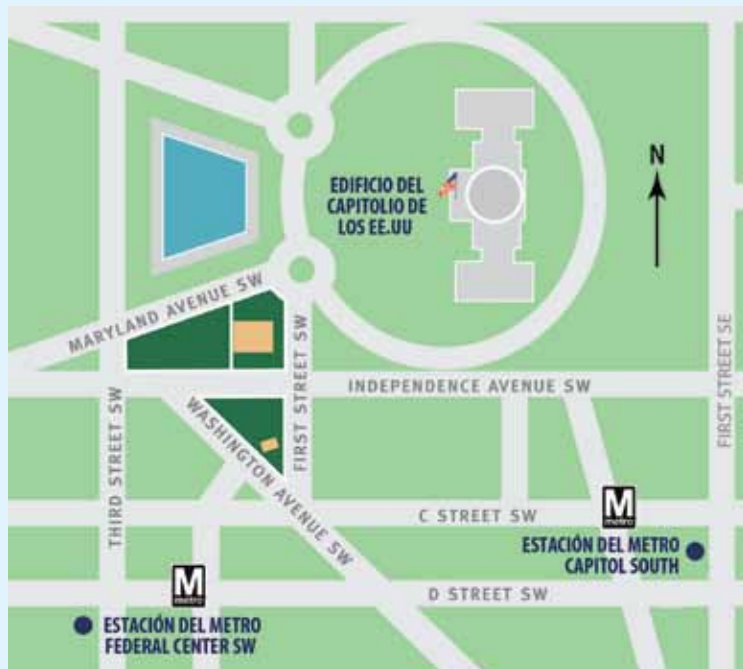 EDIFICIO DEL
CAPITOLIO DE
LOS EE.UU
N
MARYLAND AVENUE SW
FIRST STREET SW
INDEPENDENCE AVENUE SW
FIRST STREET SE
THIRD STREET SW
WASHINGTON AVENUE SW
C STREET SW
M
metro
ESTACIÓN DEL METRO
CAPITOL SOUTH
D STREET SW
M
metro
ESTACIÓN DEL METRO
FEDERAL CENTER SW